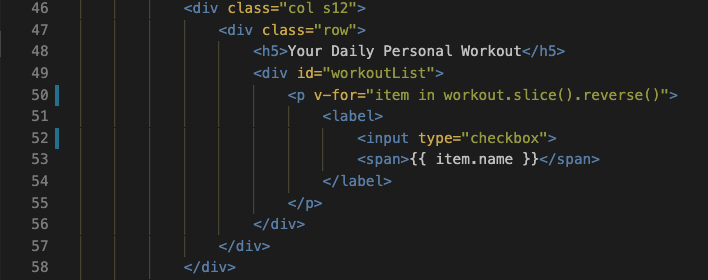 46 <div class="col s12">
47 <div class="row">
48 <h5>Your Daily Personal Workout</h5>
49 <div id="workoutList">
50 <p v-for="item in workout.slice().reverse()">
51 <label>
52 <input type="checkbox">
53 <span>{{ item.name }}</span>
54 </label>
55 </p>
56 </div>
57 </div>
58 </div>